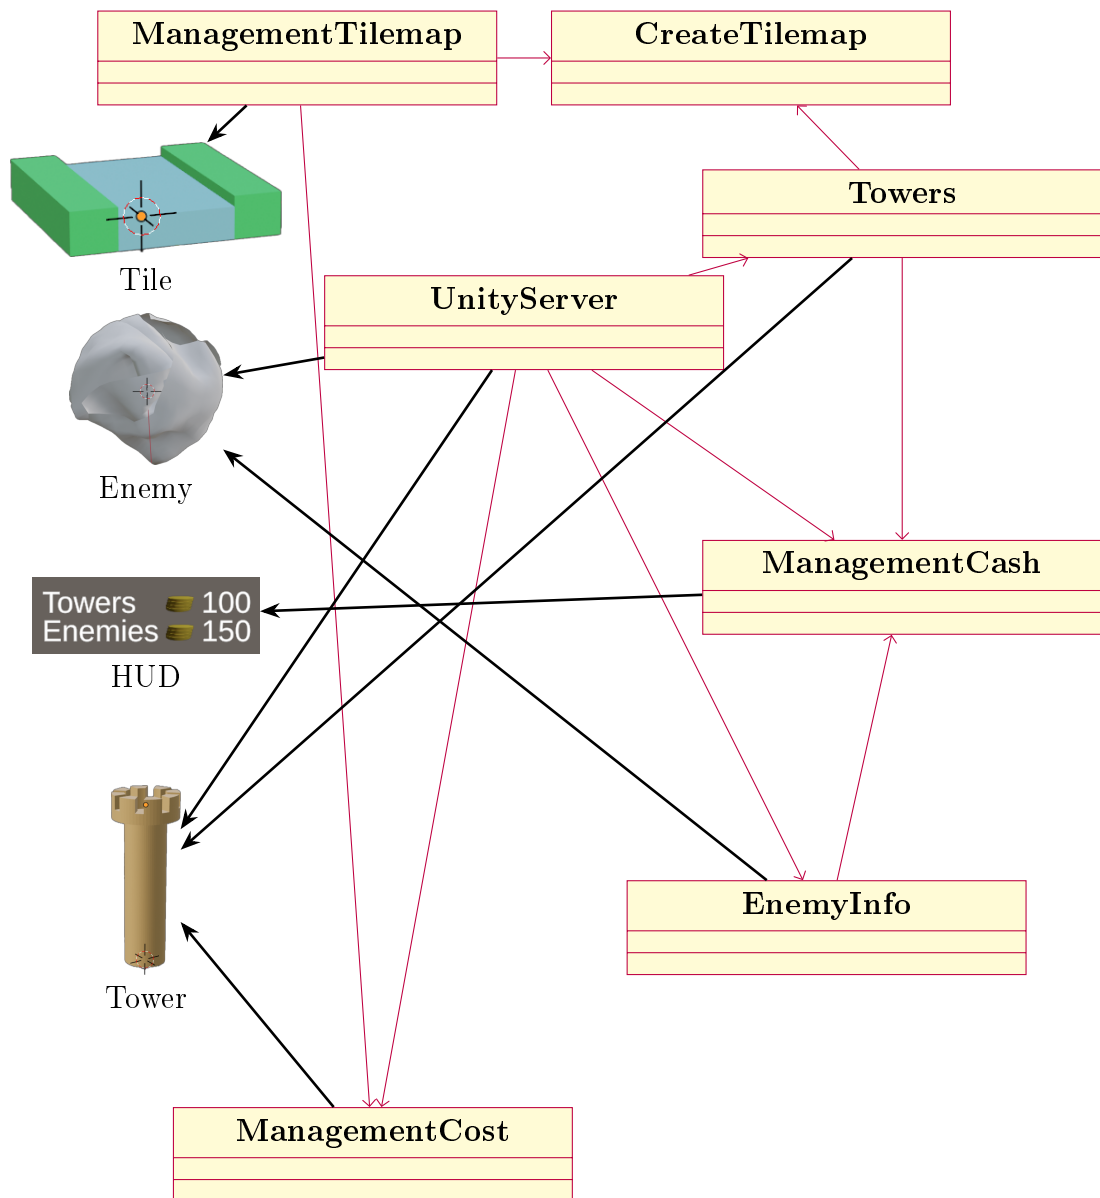 ManagementTilemap
CreateTilemap
Towers
Tile
UnityServer
Enemy
ManagementCash
Towers 100
Enemies 150
HUD
EnemyInfo
Tower
ManagementCost